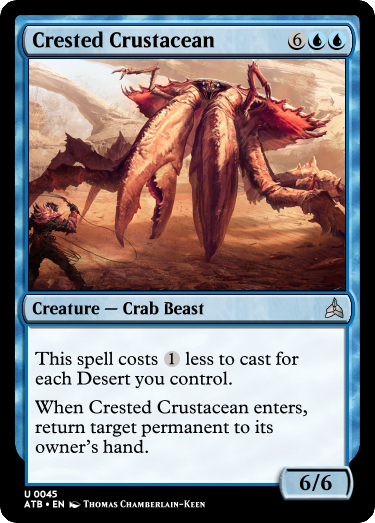 Crested Crustacean 6
Creature — Crab Beast
This spell costs 1 less to cast for
each Desert you control.
When Crested Crustacean enters,
return target permanent to its
owner's hand.
6/6
U 0045
ATB • EN Thomas Chamberlain-Keen